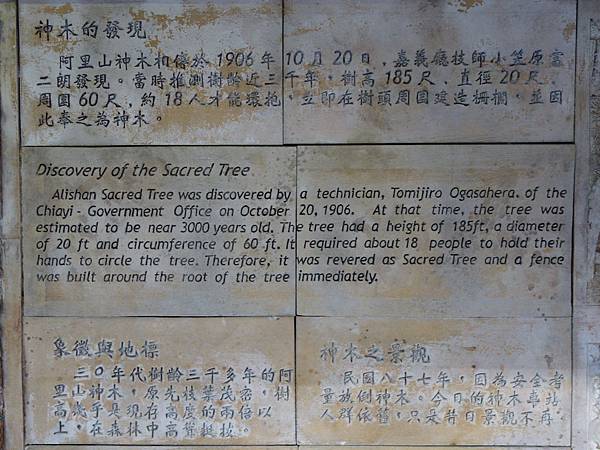 神木的發現
阿里山神木相傳於1906年10月20日﹐嘉義廳技師小笠原富
二朗發現。當時推測樹齡近三千年，樹高185尺﹑直徑20尺﹑
周圍60尺﹐約18人才能環抱，立即在樹頭周圍建造柵欄，並因
此奉之為神木。
Discovery of the Sacred Tree
Alishan Sacred Tree was discovered by a technician, Tomijiro Ogasahera. of the
Chiayi - Government Office on October 20, 1906. At that time, the tree was
estimated to be near 3000 years old. The tree had a height of 185ft, a diameter
of 20 ft and circumference of 60 ft. It required about 18 people to hold their
hands to circle the tree. Therefore, it was revered as Sacred Tree and a fence
was built around the root of the tree immediately.
象徵與地標
三０年代樹齡三千多年的阿
里山神木，原先枝葉茂密，樹
高幾乎是現存高度的兩倍以
上，在森林中高聳挺拔。
神木之景觀
民國八十七年，因為安全考
量放倒神木。今日的神木車站
人群依舊，只是昔日景觀不再